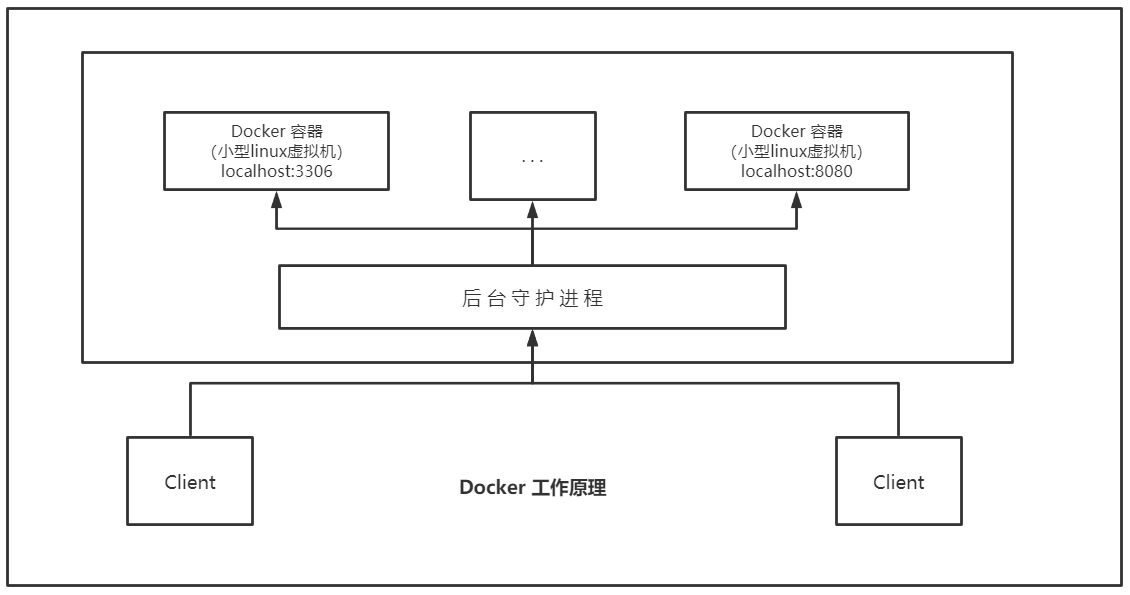 Docker 容器
（小型linux虚拟机）
localhost:3306
. . .
Docker 容器
（小型linux虚拟机）
localhost:8080
后台守护进程
Client
Docker 工作原理
Client